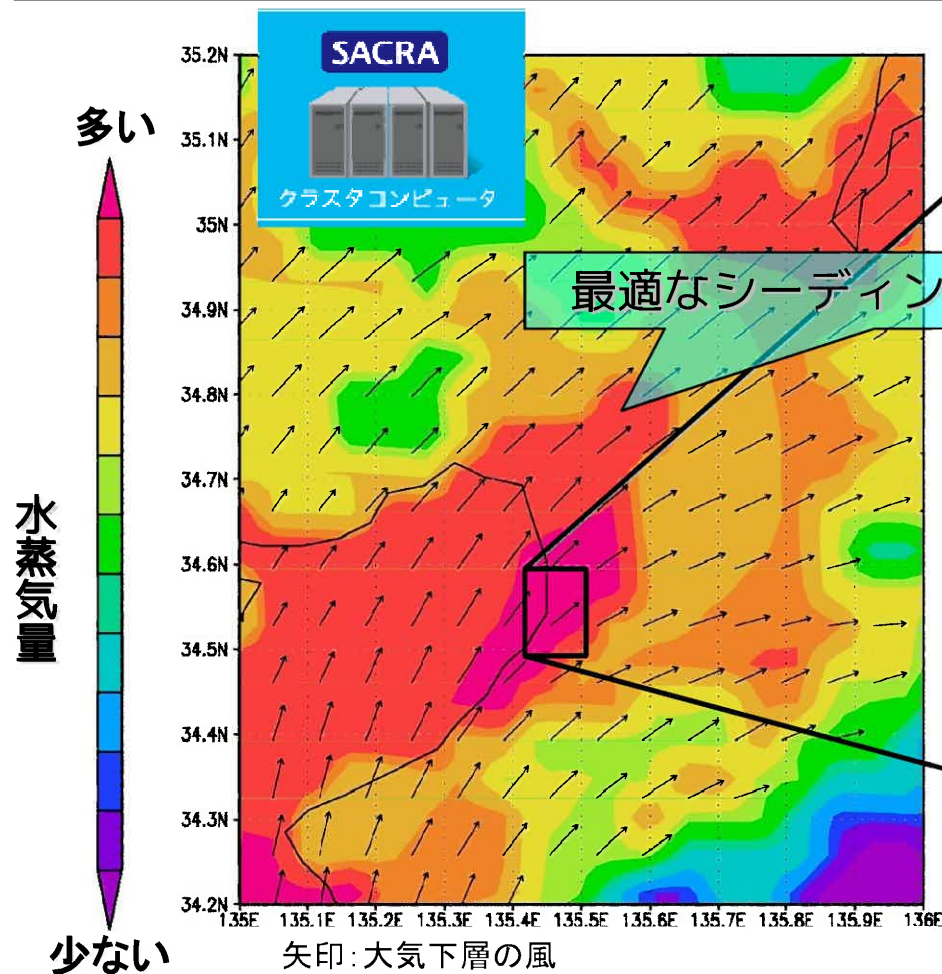 SACRA
クラスタコンピュータ
多い
水蒸気量
少ない
最適なシーディン
35.2N
35.1N
35N
34.9N
34.8N
34.7N
34.6N
34.5N
34.4N
34.3N
34.2N
135E 135.1E 135.2E 135.3E 135.4E 135.5E 135.6E 135.7E 135.8E 135.9E 136E
矢印:大気下層の風